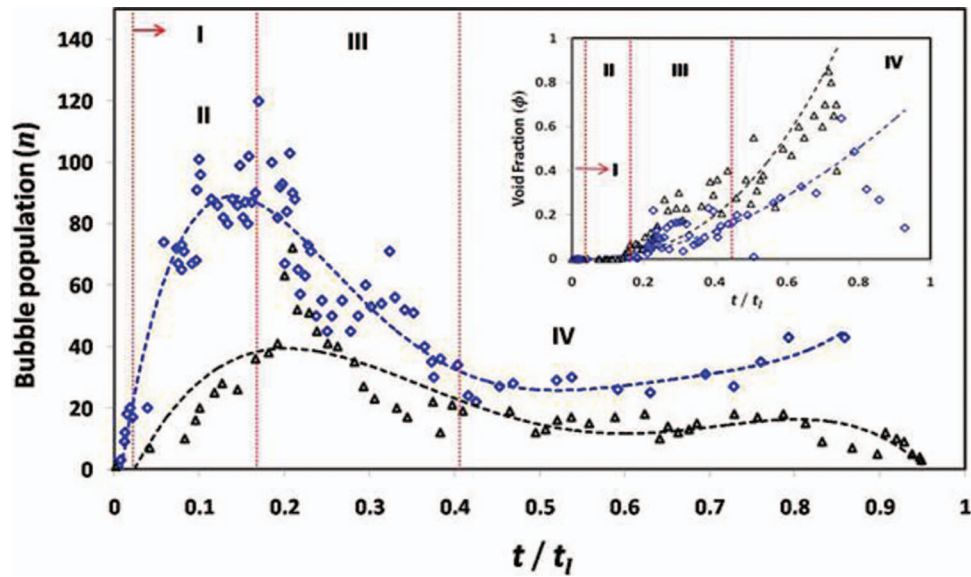 140
120
100
80
60
40
20
0
Bubble population (n)
0 0.1 0.2 0.3 0.4 0.5 0.6 0.7 0.8 0.9 1
t / t_l
I
II
III
IV
1
0.8
0.6
0.4
0.2
0
Void Fraction (ϕ)
0 0.2 0.4 0.6 0.8 1
t / t_l
II
III
IV
I